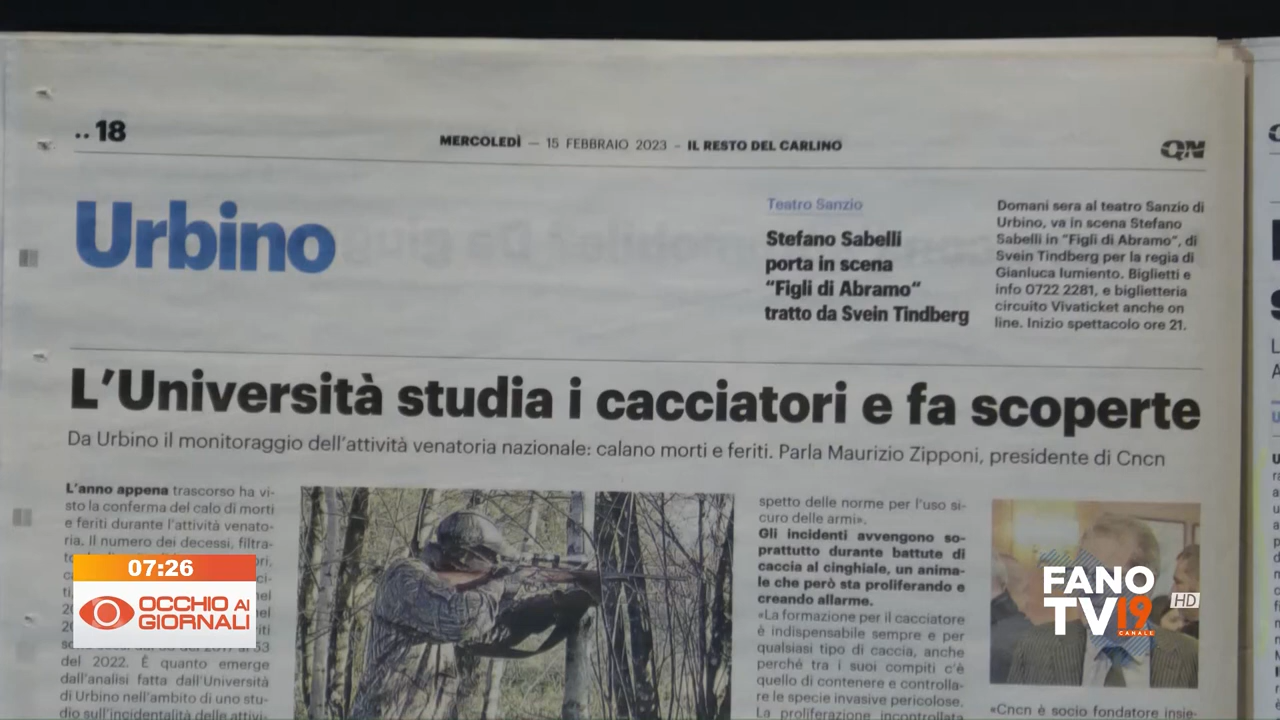 .. 18
MERCOLEDÌ — 15 FEBBRAIO 2023 – IL RESTO DEL CARLINO
QN
Urbino
Teatro Sanzio
Stefano Sabelli
porta in scena
“Figli di Abramo“
tratto da Svein Tindberg
Domani sera al teatro Sanzio di
Urbino, va in scena Stefano
Sabelli in “Figli di Abramo“, di
Svein Tindberg per la regia di
Gianluca Iumiento. Biglietti e
info 0722 2281, e biglietteria
circuito Vivaticket anche on
line. Inizio spettacolo ore 21.
L’Università studia i cacciatori e fa scoperte
Da Urbino il monitoraggio dell’attività venatoria nazionale: calano morti e feriti. Parla Maurizio Zipponi, presidente di Cncn
L’anno appena trascorso ha vi-
sto la conferma del calo di morti
e feriti durante l’attività venato-
ria. Il numero dei decessi, filtra-
del 2022. È quanto emerge
dall’analisi fatta dall’Università
di Urbino nell’ambito di uno stu-
dio sull’incidentalità delle attivi-
spetto delle norme per l’uso si-
curo delle armi».
Gli incidenti avvengono so-
prattutto durante battute di
caccia al cinghiale, un anima-
le che però sta proliferando e
creando allarme.
«La formazione per il cacciatore
è indispensabile sempre e per
qualsiasi tipo di caccia, anche
perché tra i suoi compiti c’è
quello di contenere e controlla-
re le specie invasive pericolose.
La proliferazione incontrollata
«Cncn è socio fondatore insie-
07:26
OCCHIO AI
GIORNALI
FANO
TV19
CANALE
HD